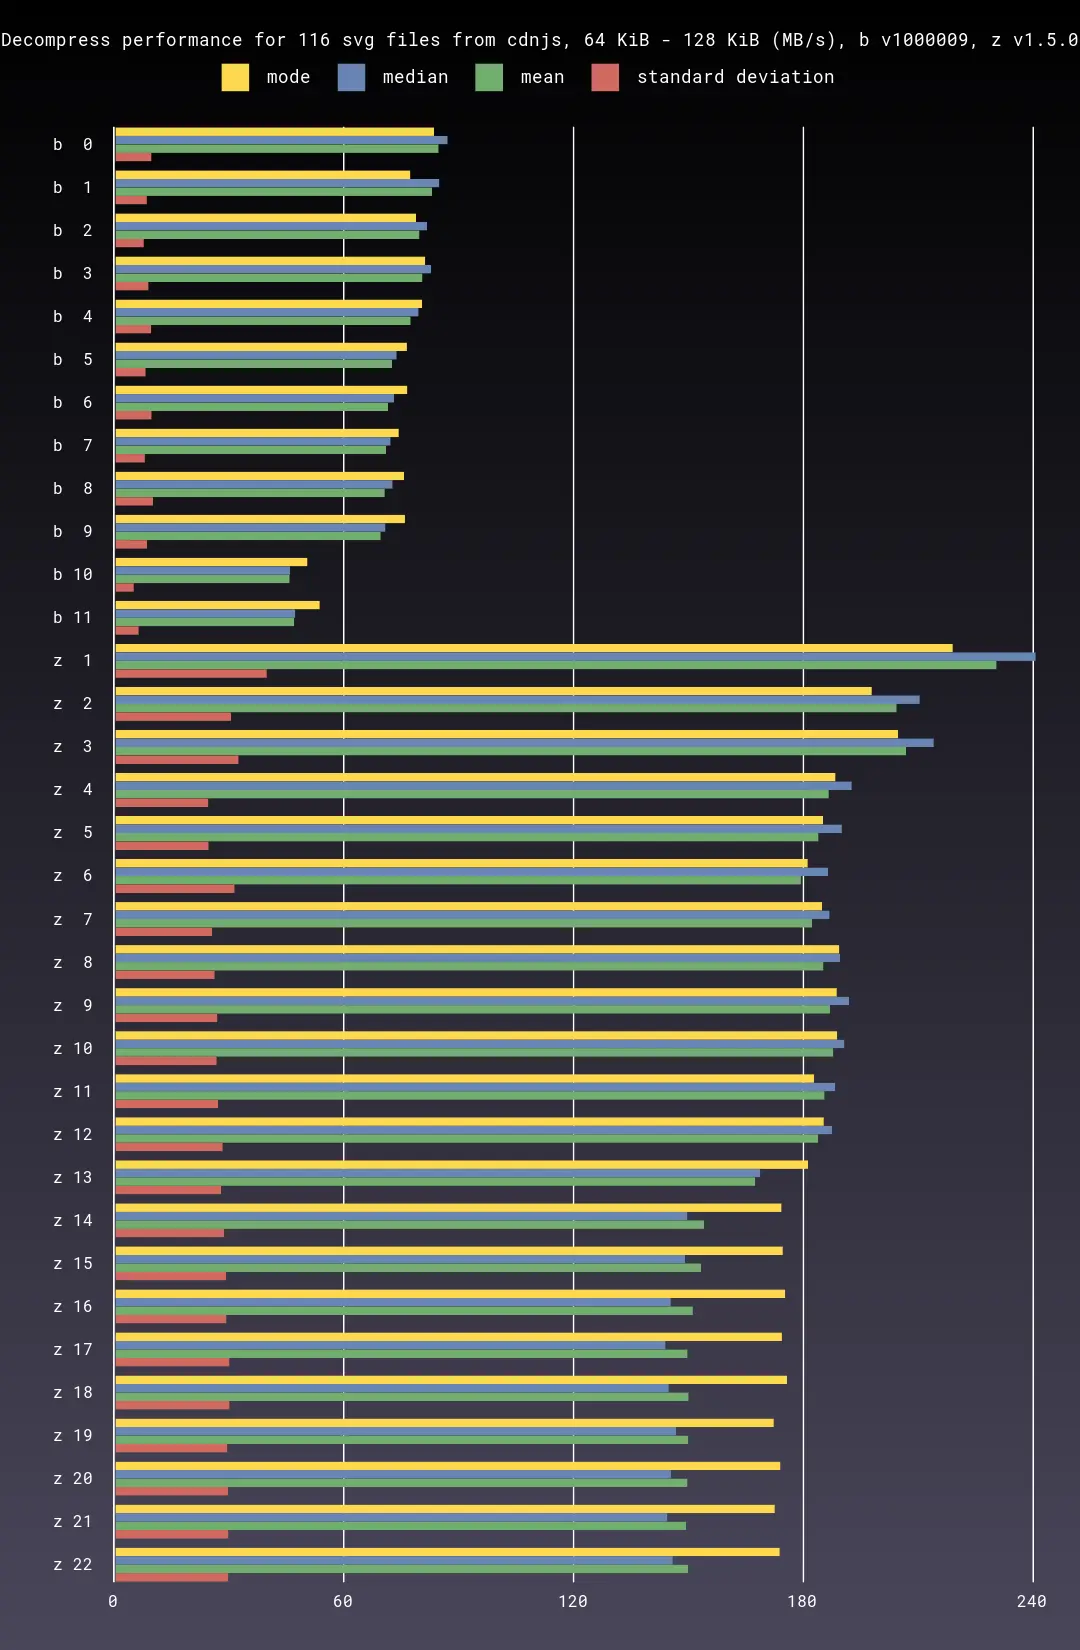 Decompress performance for 116 svg files from cdnjs, 64 KiB - 128 KiB (MB/s), b v1000009, z v1.5.0
mode median mean standard deviation
b 0
b 1
b 2
b 3
b 4
b 5
b 6
b 7
b 8
b 9
b 10
b 11
z 1
z 2
z 3
z 4
z 5
z 6
z 7
z 8
z 9
z 10
z 11
z 12
z 13
z 14
z 15
z 16
z 17
z 18
z 19
z 20
z 21
z 22
0 60 120 180 240